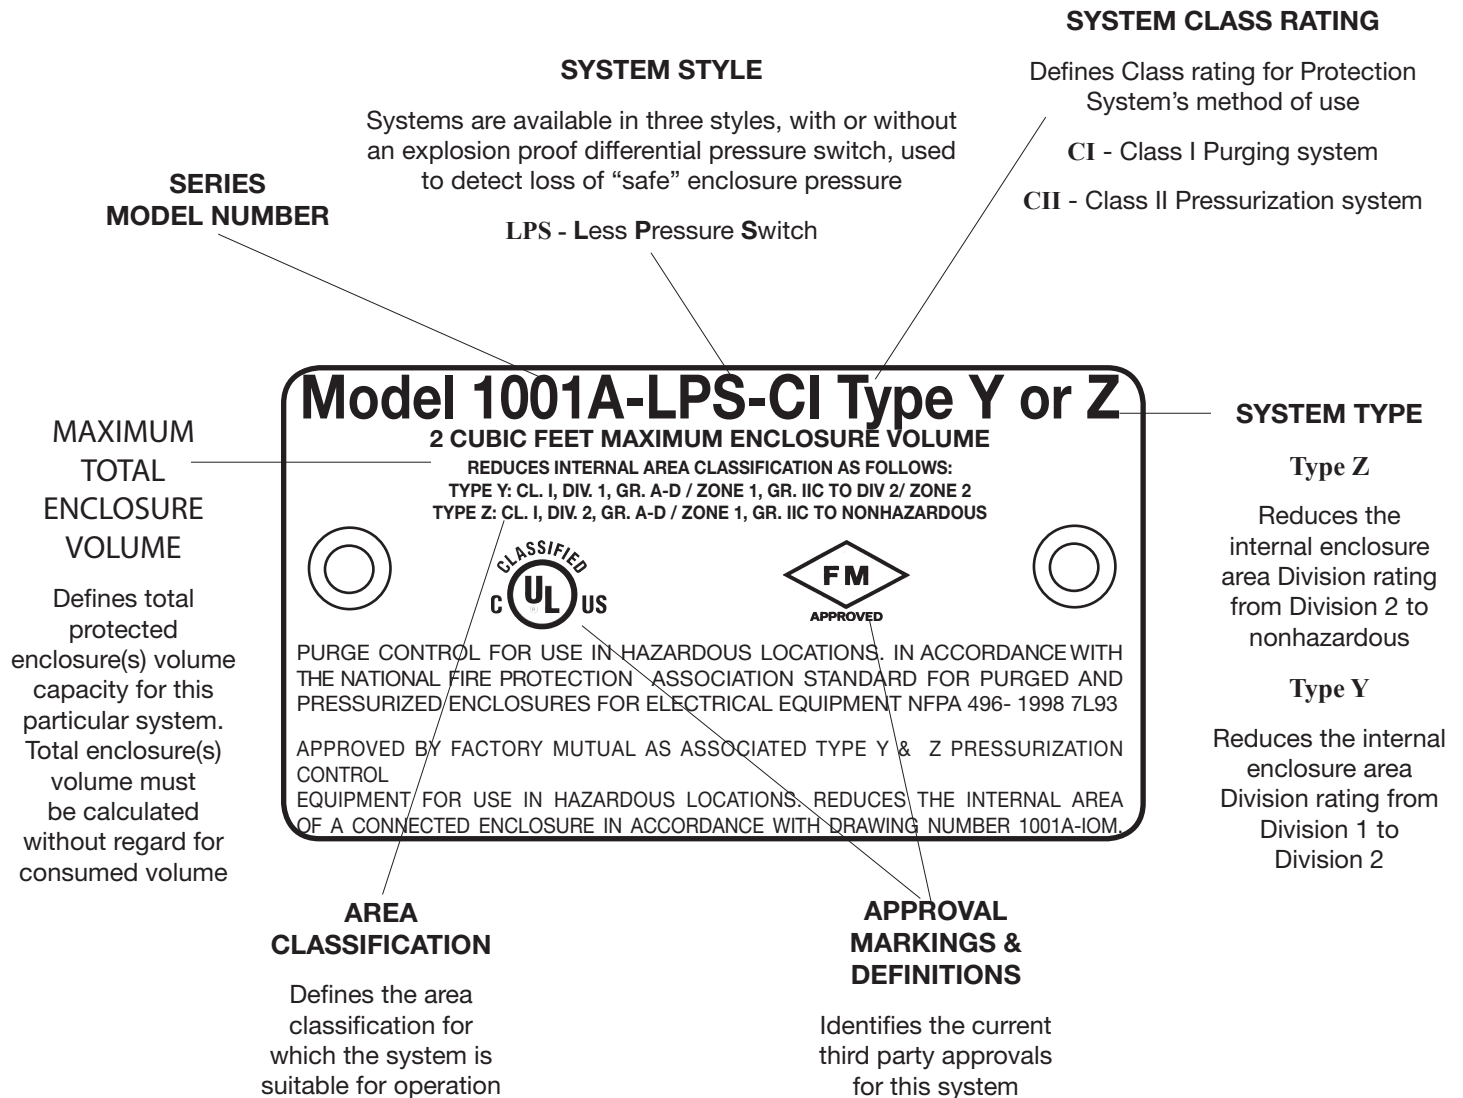 SYSTEM CLASS RATING
Defines Class rating for Protection
System's method of use
CI - Class I Purging system
CII - Class II Pressurization system
SYSTEM STYLE
Systems are available in three styles, with or without
an explosion proof differential pressure switch, used
to detect loss of “safe” enclosure pressure
LPS - Less Pressure Switch
SERIES
MODEL NUMBER
Model 1001A-LPS-CI Type Y or Z
2 CUBIC FEET MAXIMUM ENCLOSURE VOLUME
REDUCES INTERNAL AREA CLASSIFICATION AS FOLLOWS:
TYPE Y: CL. I, DIV. 1, GR. A-D / ZONE 1, GR. IIC TO DIV 2/ ZONE 2
TYPE Z: CL. I, DIV. 2, GR. A-D / ZONE 1, GR. IIC TO NONHAZARDOUS
CLASSIFIED
C UL US
®
FM
APPROVED
PURGE CONTROL FOR USE IN HAZARDOUS LOCATIONS. IN ACCORDANCE WITH
THE NATIONAL FIRE PROTECTION ASSOCIATION STANDARD FOR PURGED AND
PRESSURIZED ENCLOSURES FOR ELECTRICAL EQUIPMENT NFPA 496- 1998 7L93
APPROVED BY FACTORY MUTUAL AS ASSOCIATED TYPE Y & Z PRESSURIZATION
CONTROL
EQUIPMENT FOR USE IN HAZARDOUS LOCATIONS. REDUCES THE INTERNAL AREA
OF A CONNECTED ENCLOSURE IN ACCORDANCE WITH DRAWING NUMBER 1001A-IOM.
MAXIMUM
TOTAL
ENCLOSURE
VOLUME
Defines total
protected
enclosure(s) volume
capacity for this
particular system.
Total enclosure(s)
volume must
be calculated
without regard for
consumed volume
SYSTEM TYPE
Type Z
Reduces the
internal enclosure
area Division rating
from Division 2 to
nonhazardous
Type Y
Reduces the internal
enclosure area
Division rating from
Division 1 to
Division 2
AREA
CLASSIFICATION
Defines the area
classification for
which the system is
suitable for operation
APPROVAL
MARKINGS &
DEFINITIONS
Identifies the current
third party approvals
for this system